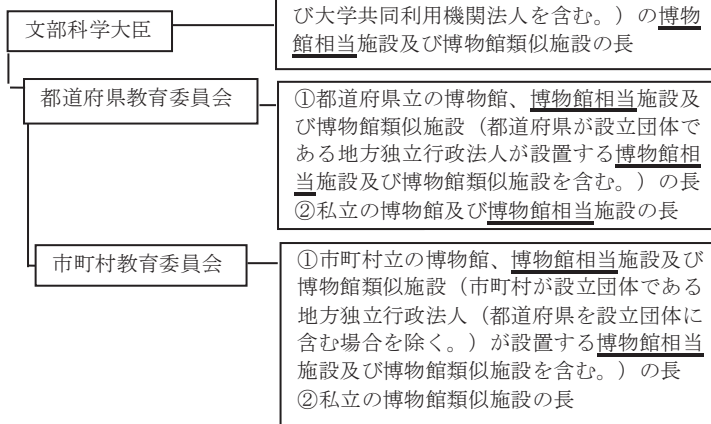 び大学共同利用機関法人を含む。）の博物
館相当施設及び博物館類似施設の長
文部科学大臣
都道府県教育委員会
①都道府県立の博物館、博物館相当施設及
び博物館類似施設（都道府県が設立団体で
ある地方独立行政法人が設置する博物館相
当施設及び博物館類似施設を含む。）の長
②私立の博物館及び博物館相当施設の長
市町村教育委員会
①市町村立の博物館、博物館相当施設及び
博物館類似施設（市町村が設立団体である
地方独立行政法人（都道府県を設立団体に
含む場合を除く。）が設置する博物館相当
施設及び博物館類似施設を含む。）の長
②私立の博物館類似施設の長